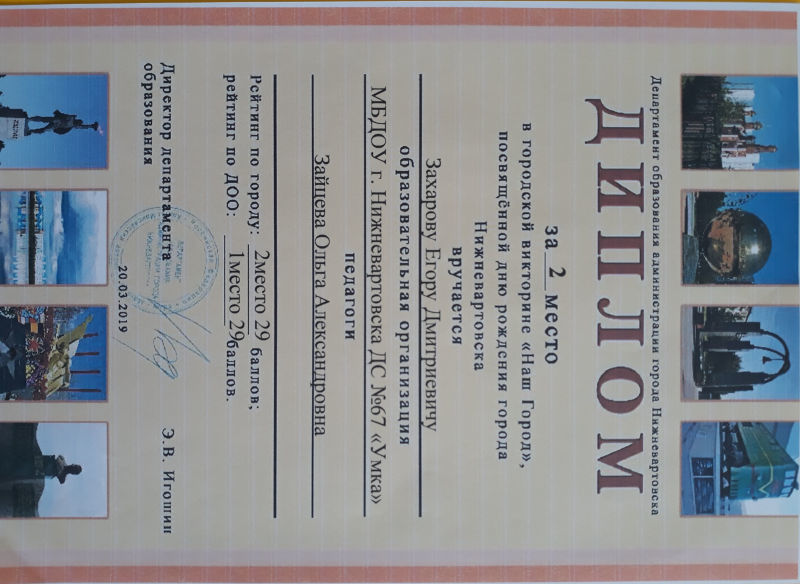 Департамент образования администрации города Нижневартовска
ДИПЛОМ
за 2 место
в городской викторине «Наш Город»,
посвящённой дню рождения города
Нижневартовска
вручается
Захарову Егору Дмитриевичу
образовательная организация
МБДОУ г. Нижневартовска ДС №67 «Умка»
педагоги
Зайцева Ольга Александровна
Рейтинг по городу: 2место 29 баллов;
рейтинг по ДОО: 1место 29баллов.
Директор департамента
образования
Э.В. Игошин
20.03.2019